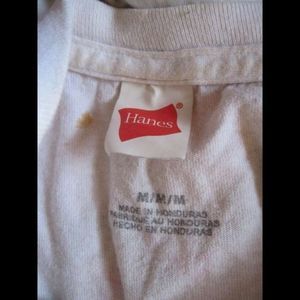 Hanes®
M/M/M
MADE IN HONDURAS
FABRIQUÉ AU HONDURAS
HECHO EN HONDURAS